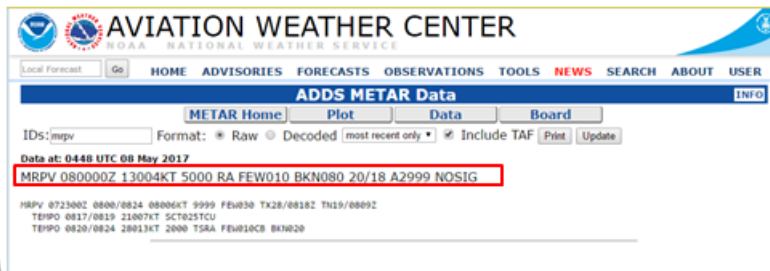 AVIATION WEATHER CENTER
NOAA NATIONAL WEATHER SERVICE
Local Forecast Go HOME ADVISORIES FORECASTS OBSERVATIONS TOOLS NEWS SEARCH ABOUT USER
ADDS METAR Data INFO
METAR Home Plot Data Board
IDs: mrpv Format: Raw Decoded most recent only Include TAF Print Update
Data at: 0448 UTC 08 May 2017
MRPV 080000Z 13004KT 5000 RA FEW010 BKN080 20/18 A2999 NOSIG
MRPV 072300Z 0800/0824 08006KT 9999 FEW030 TX28/0818Z TN19/0809Z
TEMPO 0817/0819 21007KT SCT025TCU
TEMPO 0820/0824 28013KT 2000 TSRA FEW010CB BKN020